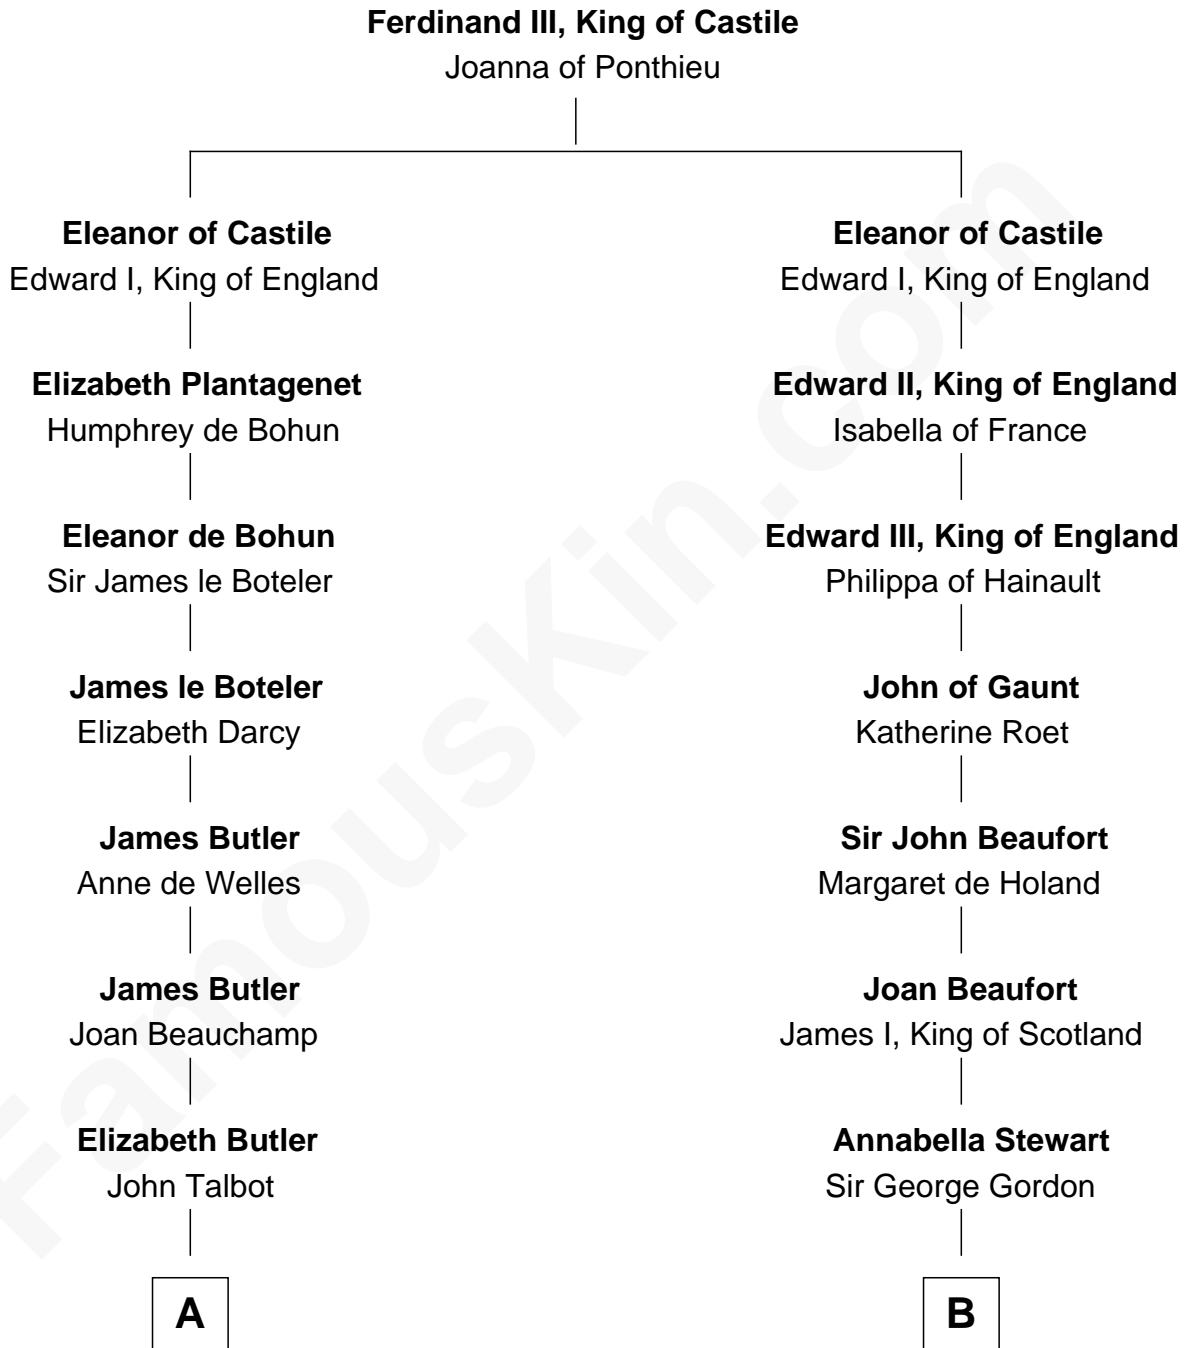 Ferdinand III, King of Castile
Joanna of Ponthieu
Eleanor of Castile
Edward I, King of England
Elizabeth Plantagenet
Humphrey de Bohun
Eleanor de Bohun
Sir James le Boteler
James le Boteler
Elizabeth Darcy
James Butler
Anne de Welles
James Butler
Joan Beauchamp
Elizabeth Butler
John Talbot
A
Eleanor of Castile
Edward I, King of England
Edward II, King of England
Isabella of France
Edward III, King of England
Philippa of Hainault
John of Gaunt
Katherine Roet
Sir John Beaufort
Margaret de Holand
Joan Beaufort
James I, King of Scotland
Annabella Stewart
Sir George Gordon
B
FamousKin.com